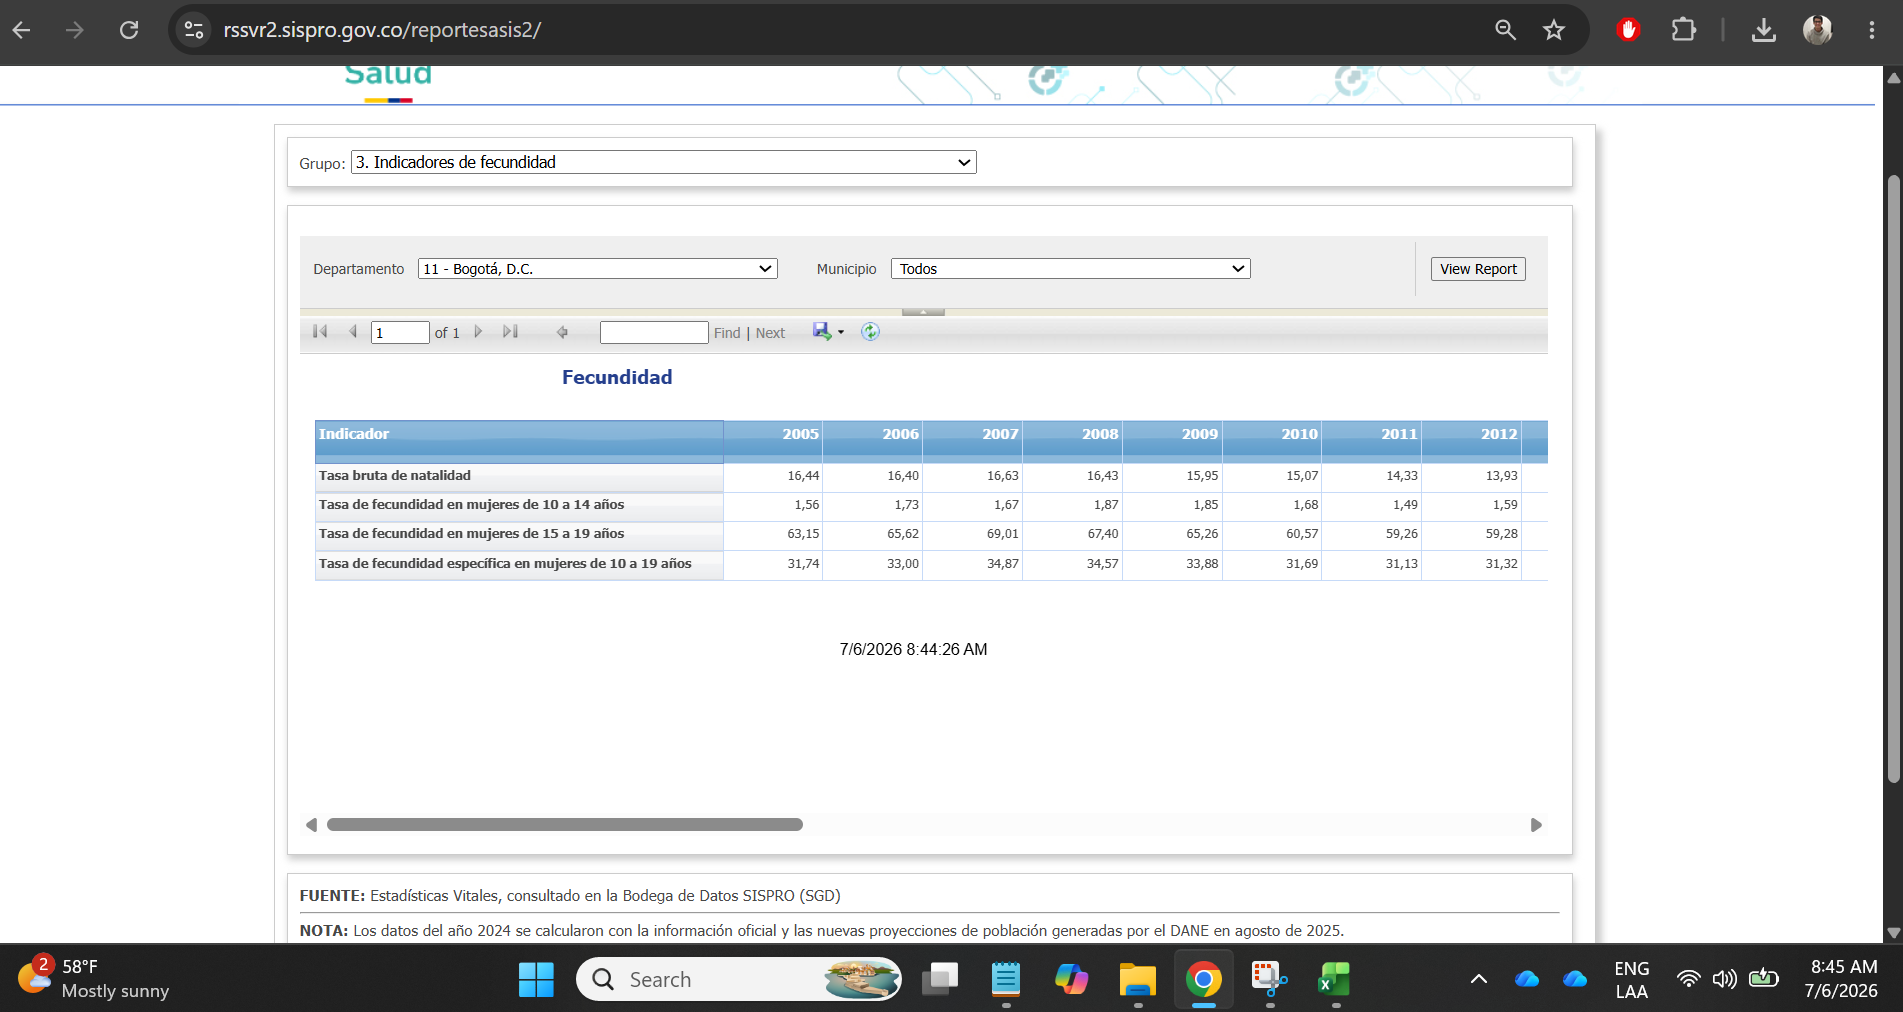 rssvr2.sispro.gov.co/reportesasis2/
Salud
Grupo: 3. Indicadores de fecundidad
Departamento 11 - Bogotá, D.C. Municipio Todos View Report
1 of 1 Find | Next
Fecundidad
Indicador 2005 2006 2007 2008 2009 2010 2011 2012
Tasa bruta de natalidad 16,44 16,40 16,63 16,43 15,95 15,07 14,33 13,93
Tasa de fecundidad en mujeres de 10 a 14 años 1,56 1,73 1,67 1,87 1,85 1,68 1,49 1,59
Tasa de fecundidad en mujeres de 15 a 19 años 63,15 65,62 69,01 67,40 65,26 60,57 59,26 59,28
Tasa de fecundidad específica en mujeres de 10 a 19 años 31,74 33,00 34,87 34,57 33,88 31,69 31,13 31,32
7/6/2026 8:44:26 AM
FUENTE: Estadísticas Vitales, consultado en la Bodega de Datos SISPRO (SGD)
NOTA: Los datos del año 2024 se calcularon con la información oficial y las nuevas proyecciones de población generadas por el DANE en agosto de 2025.
2 58°F
Mostly sunny
Search
ENG
LAA
8:45 AM
7/6/2026